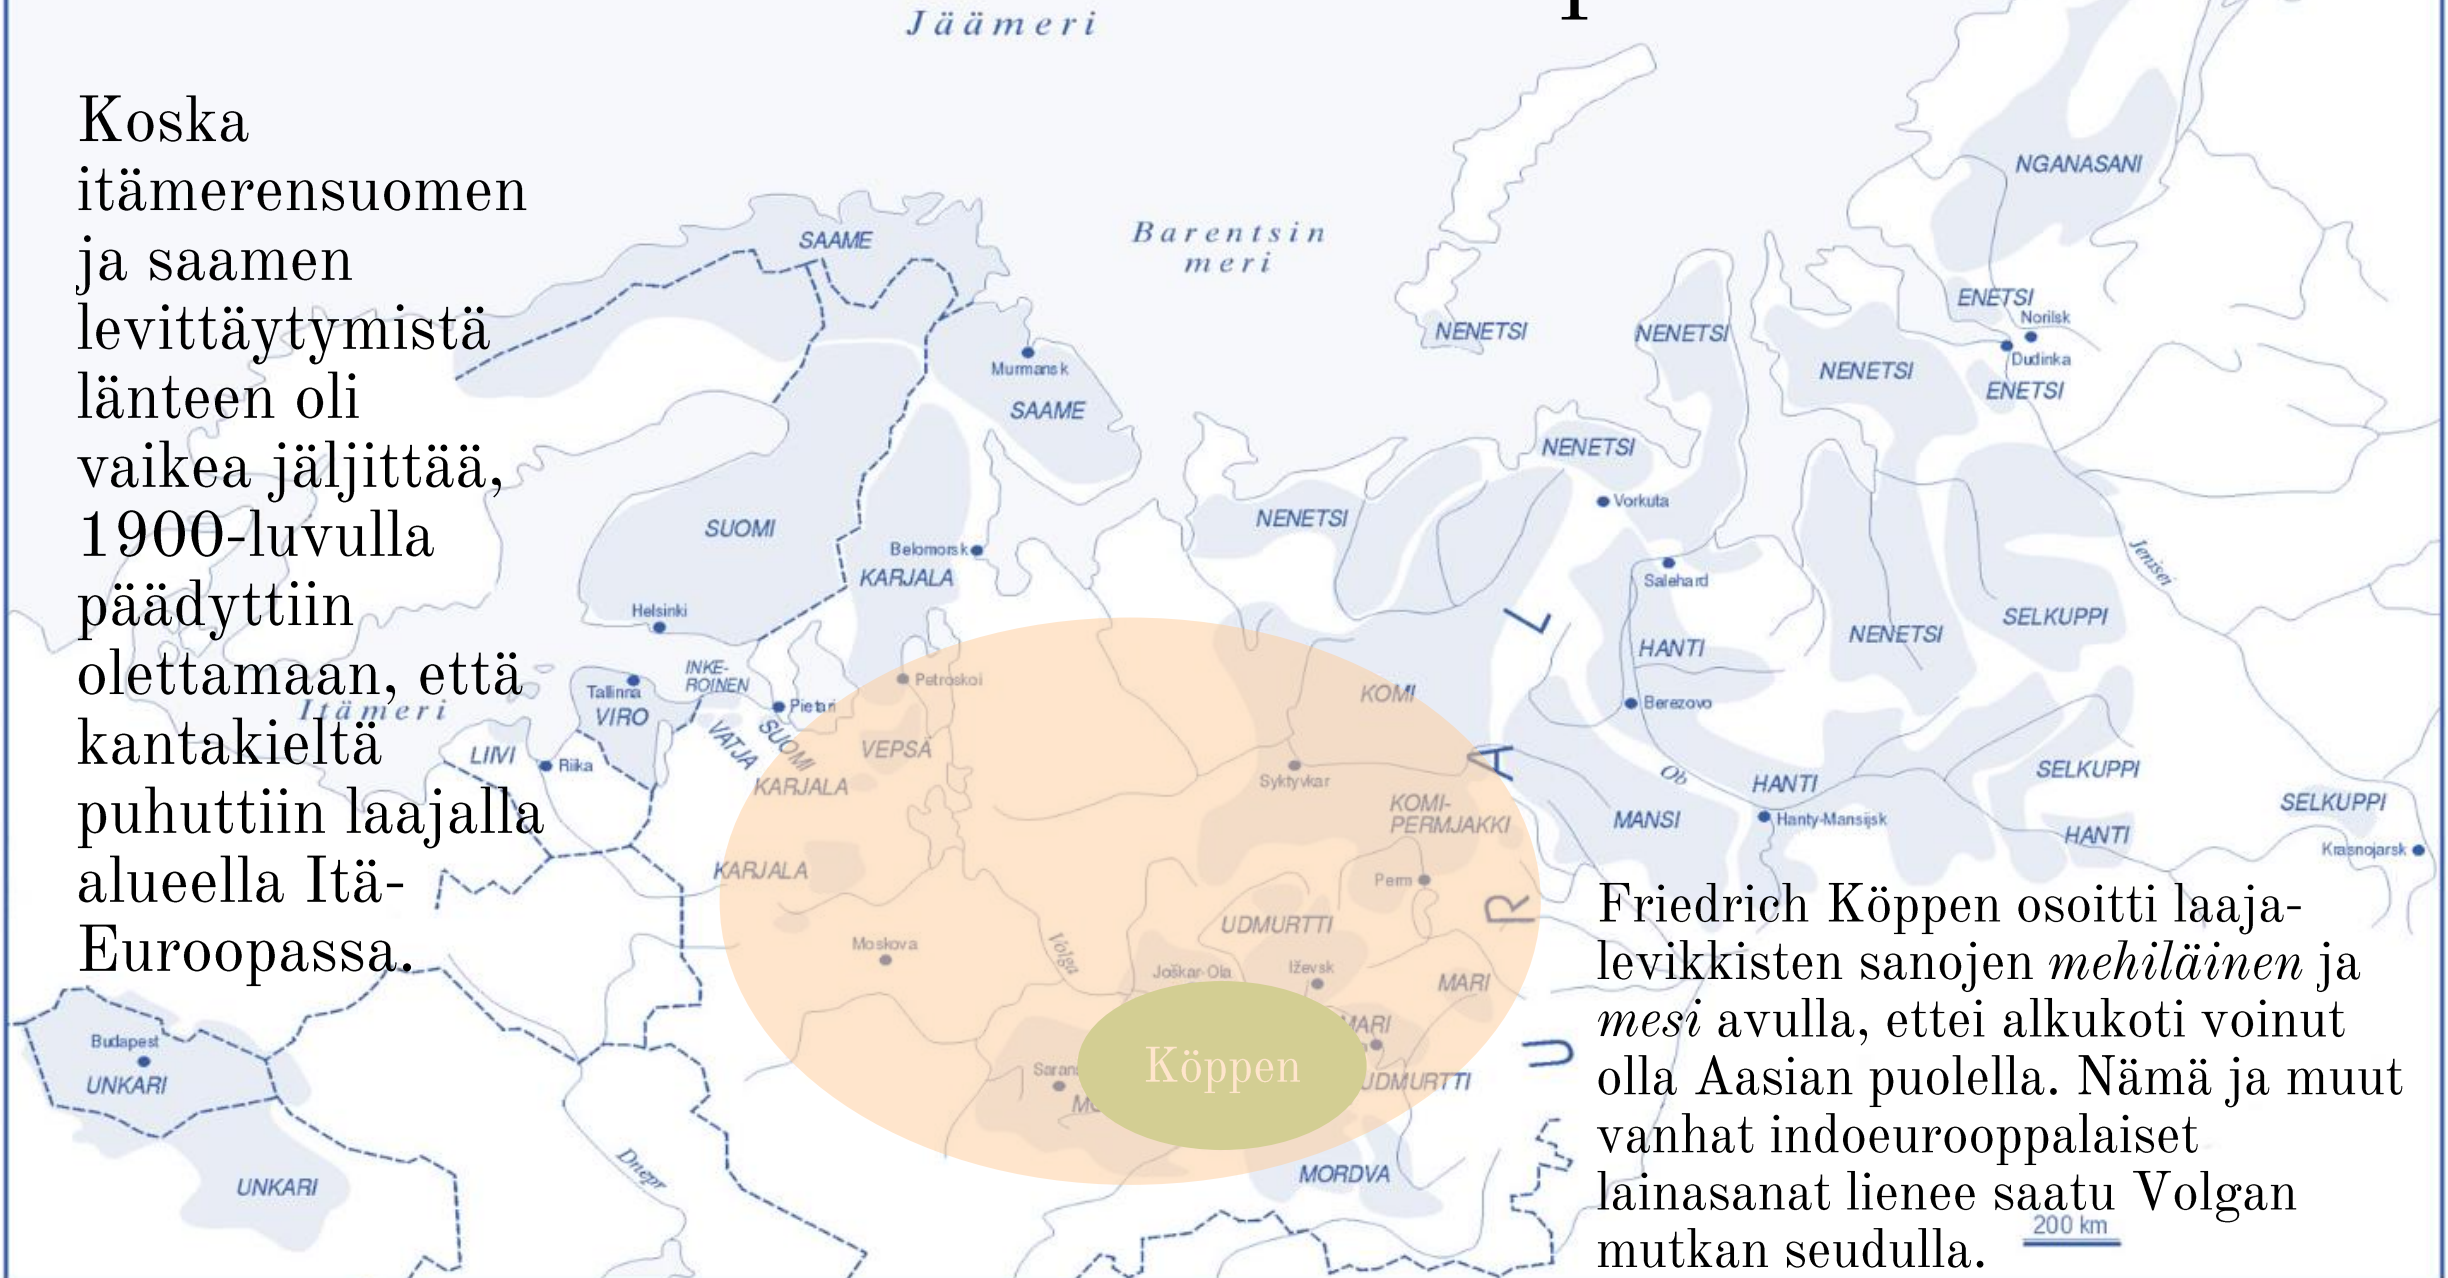 Jäämeri
Koska
itämerensuomen
ja saamen
levittäytymistä
länteen oli
vaikea jäljittää,
1900-luvulla
päädyttiin
olettamaan, että
kantakieltä
puhuttiin laajalla
alueella Itä-
Euroopassa.
Barentsin
meri
NGANASANI
SAAME
ENETSI
Norilsk
Dudinka
ENETSI
NENETSI
NENETSI
NENETSI
Murmansk
SAAME
NENETSI
Vorkuta
NENETSI
SUOMI
Belomorsk
KARJALA
Jenisei
Salehard
Helsinki
SELKUPPI
NENETSI
HANTI
INKE-
ROINEN
Petroskoi
Tallinna
VIRO
Pietari
Itämeri
KOMI
Berezovo
VATJA
SUOMI
VEPSÄ
LIIVI
Riika
KARJALA
Syktyvkar
Ob
HANTI
SELKUPPI
SELKUPPI
KOMI-
PERMJAKKI
MANSI
Hanty-Mansijsk
HANTI
Krasnojarsk
KARJALA
Perm
URAL
UDMURTTI
Moskova
Volga
Joškar-Ola
Iževsk
MARI
MARI
Köppen
UDMURTTI
Budapest
UNKARI
UNKARI
Dnepr
MORDVA
Friedrich Köppen osoitti laaja-
levikkisten sanojen mehiläinen ja
mesi avulla, ettei alkukoti voinut
olla Aasian puolella. Nämä ja muut
vanhat indoeurooppalaiset
lainasanat lienee saatu Volgan
mutkan seudulla.
200 km